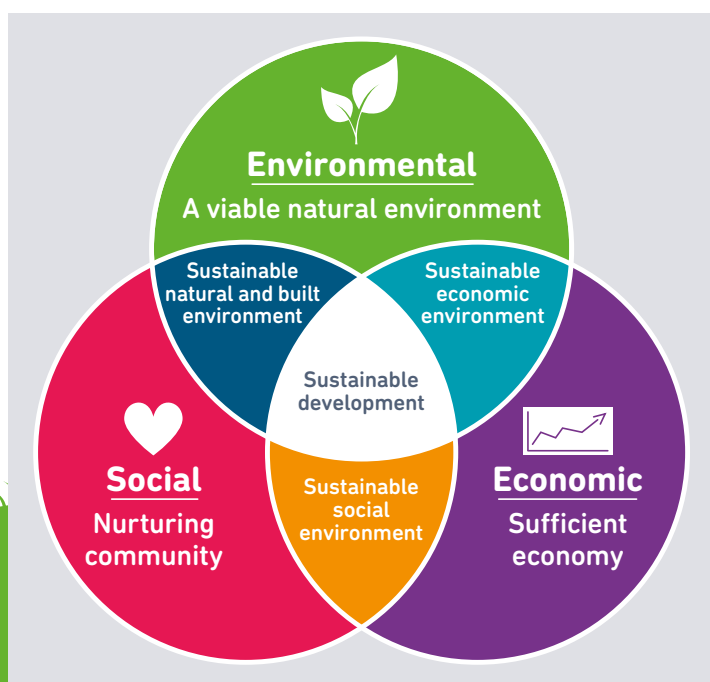 Environmental
A viable natural environment
Sustainable
natural and built
environment
Sustainable
economic
environment
Sustainable
development
Social
Nurturing
community
Sustainable
social
environment
Economic
Sufficient
economy